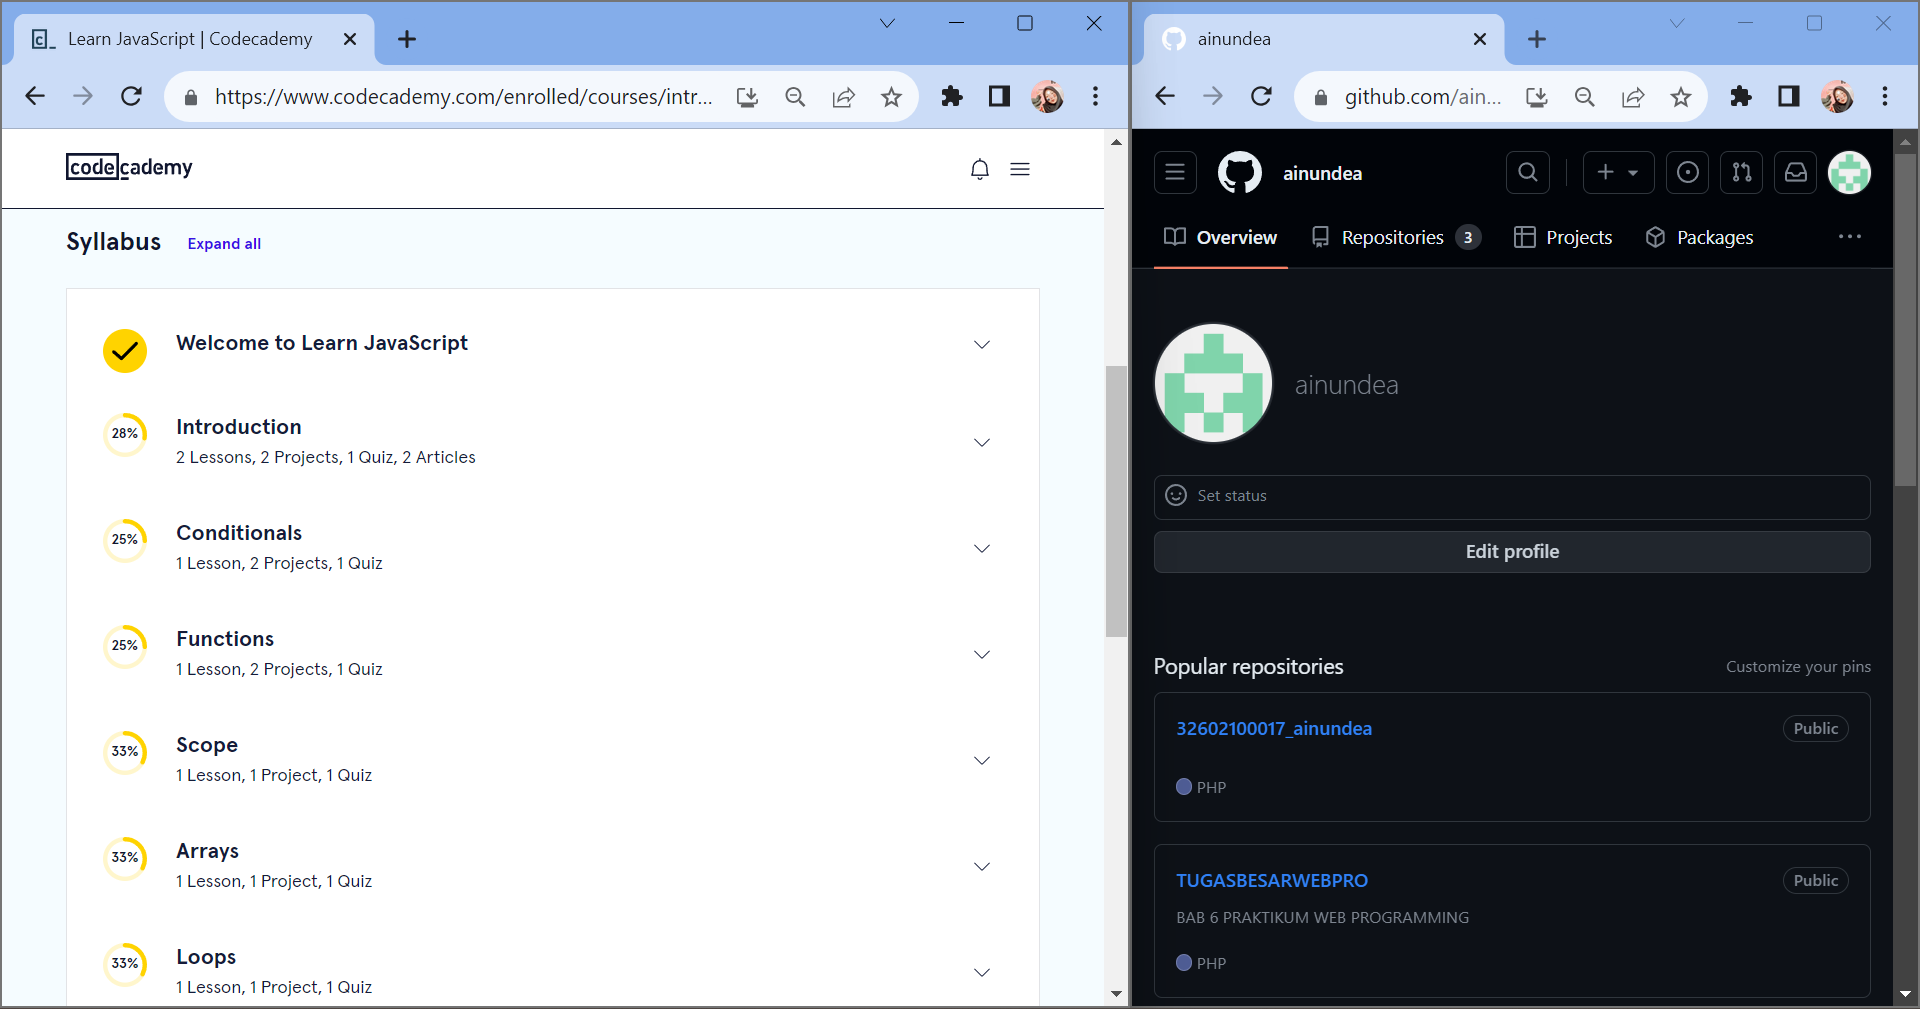 Learn JavaScript | Codecademy
https://www.codecademy.com/enrolled/courses/intr...
codecademy
Syllabus
Expand all
Welcome to Learn JavaScript
28%
Introduction
2 Lessons, 2 Projects, 1 Quiz, 2 Articles
25%
Conditionals
1 Lesson, 2 Projects, 1 Quiz
25%
Functions
1 Lesson, 2 Projects, 1 Quiz
33%
Scope
1 Lesson, 1 Project, 1 Quiz
33%
Arrays
1 Lesson, 1 Project, 1 Quiz
33%
Loops
1 Lesson, 1 Project, 1 Quiz
ainundea
github.com/ain...
ainundea
Overview
Repositories 3
Projects
Packages
ainundea
Set status
Edit profile
Popular repositories
Customize your pins
32602100017_ainundea
Public
PHP
TUGASBESARWEBPRO
Public
BAB 6 PRAKTIKUM WEB PROGRAMMING
PHP